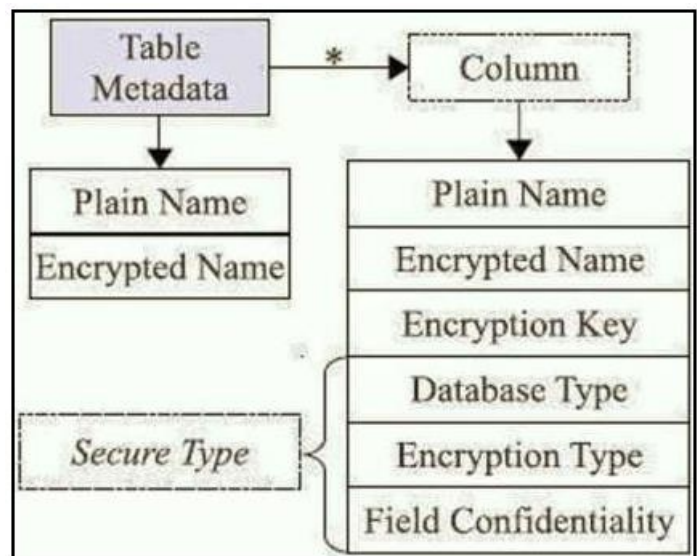 Table
Metadata
*
Column
Plain Name
Encrypted Name
Plain Name
Encrypted Name
Encryption Key
Database Type
Encryption Type
Field Confidentiality
Secure Type